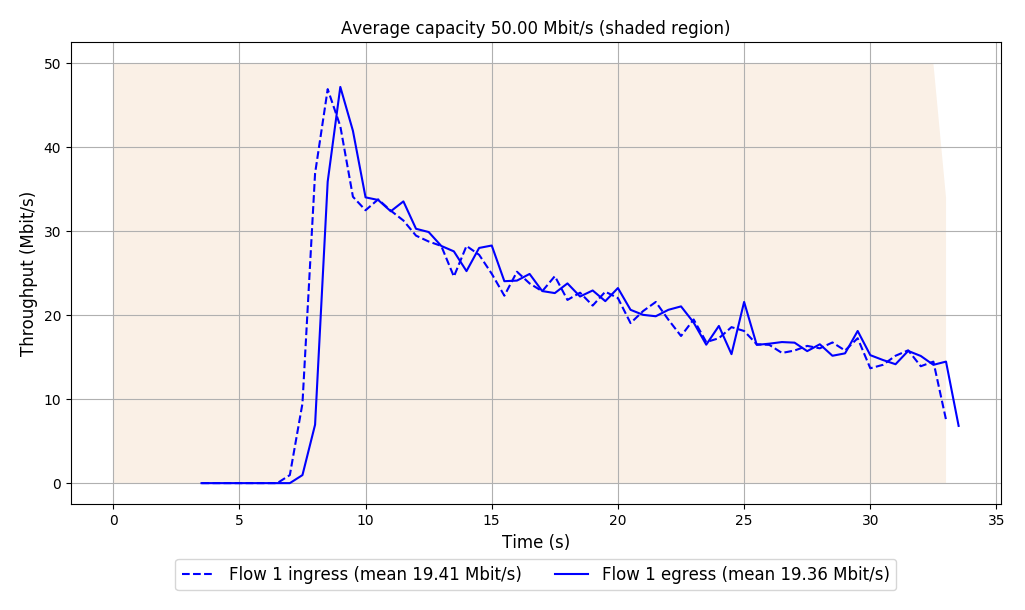 Average capacity 50.00 Mbit/s (shaded region)
Throughput (Mbit/s)
50
40
30
20
10
0
0 5 10 15 20 25 30 35
Time (s)
Flow 1 ingress (mean 19.41 Mbit/s) Flow 1 egress (mean 19.36 Mbit/s)